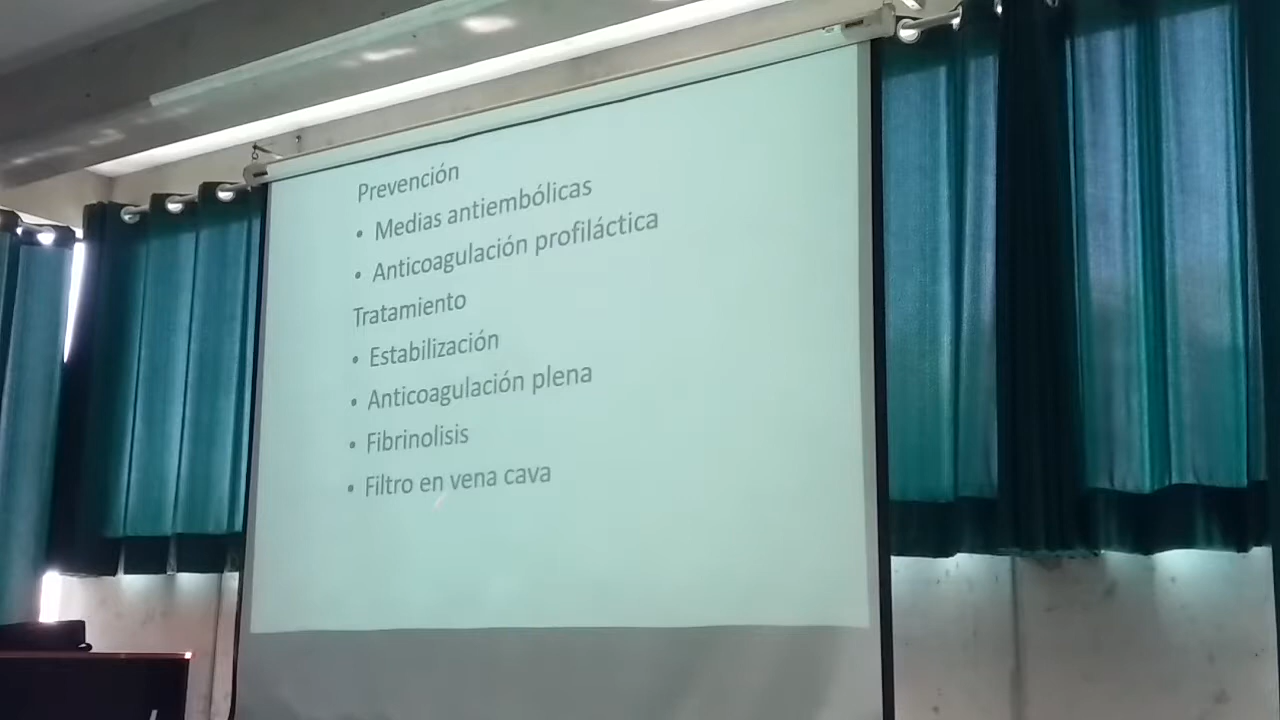 Prevención
• Medias antiembólicas
• Anticoagulación profiláctica
Tratamiento
• Estabilización
• Anticoagulación plena
• Fibrinolisis
• Filtro en vena cava